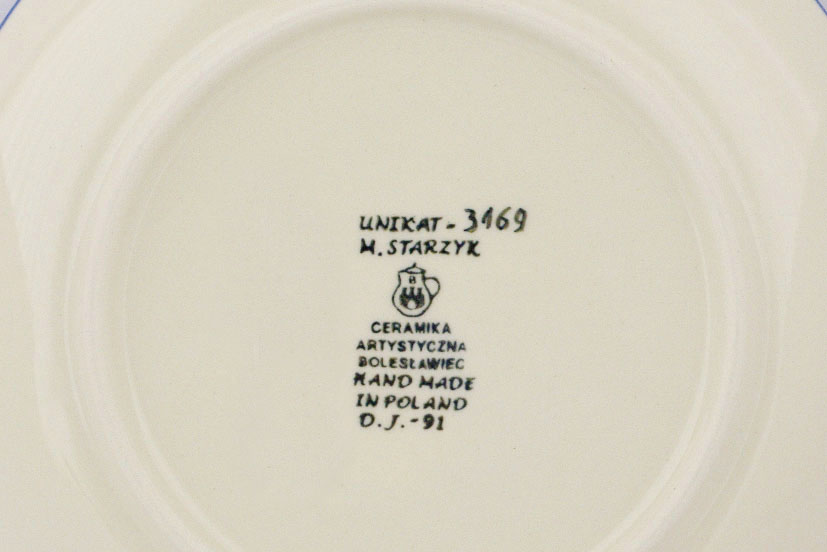 UNIKAT - 3169
M. STARZYK
B
CERAMIKA
ARTYSTYCZNA
BOLESŁAWIEC
HAND MADE
IN POLAND
D.J.-91